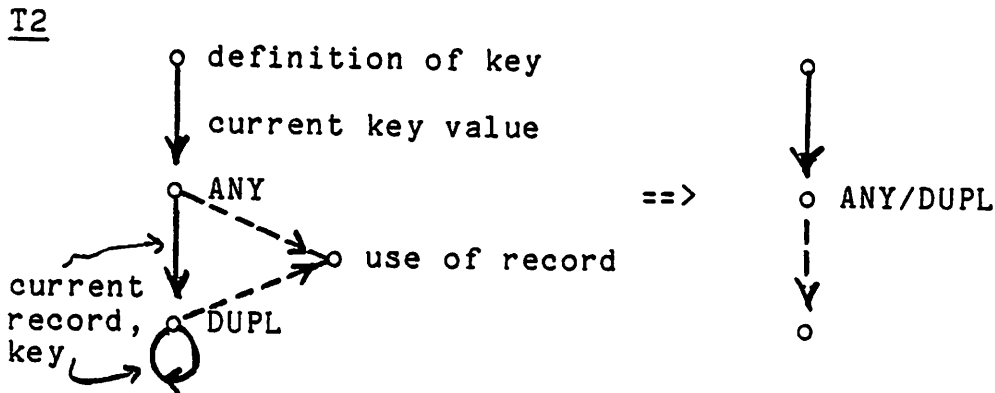 T2
definition of key
current key value
ANY
==> ANY/DUPL
use of record
current
record,
key
DUPL